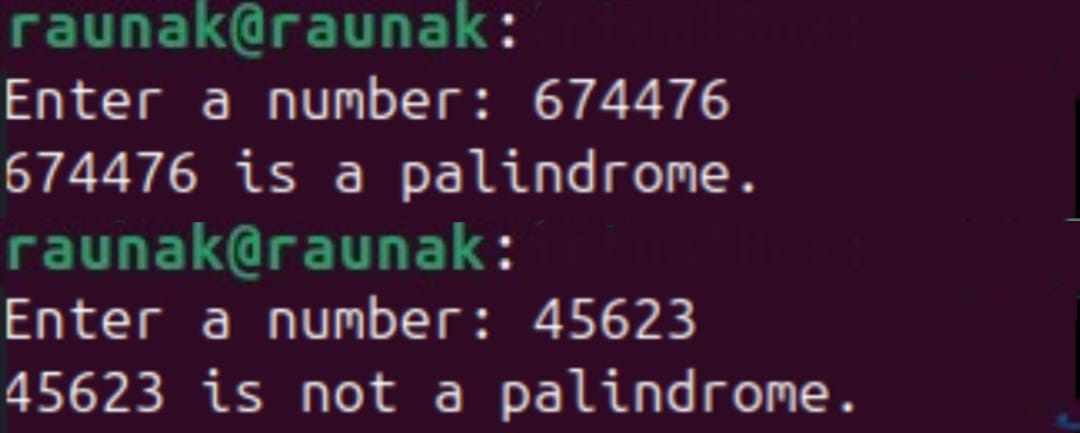 raunak@raunak:
Enter a number: 674476
674476 is a palindrome.
raunak@raunak:
Enter a number: 45623
45623 is not a palindrome.